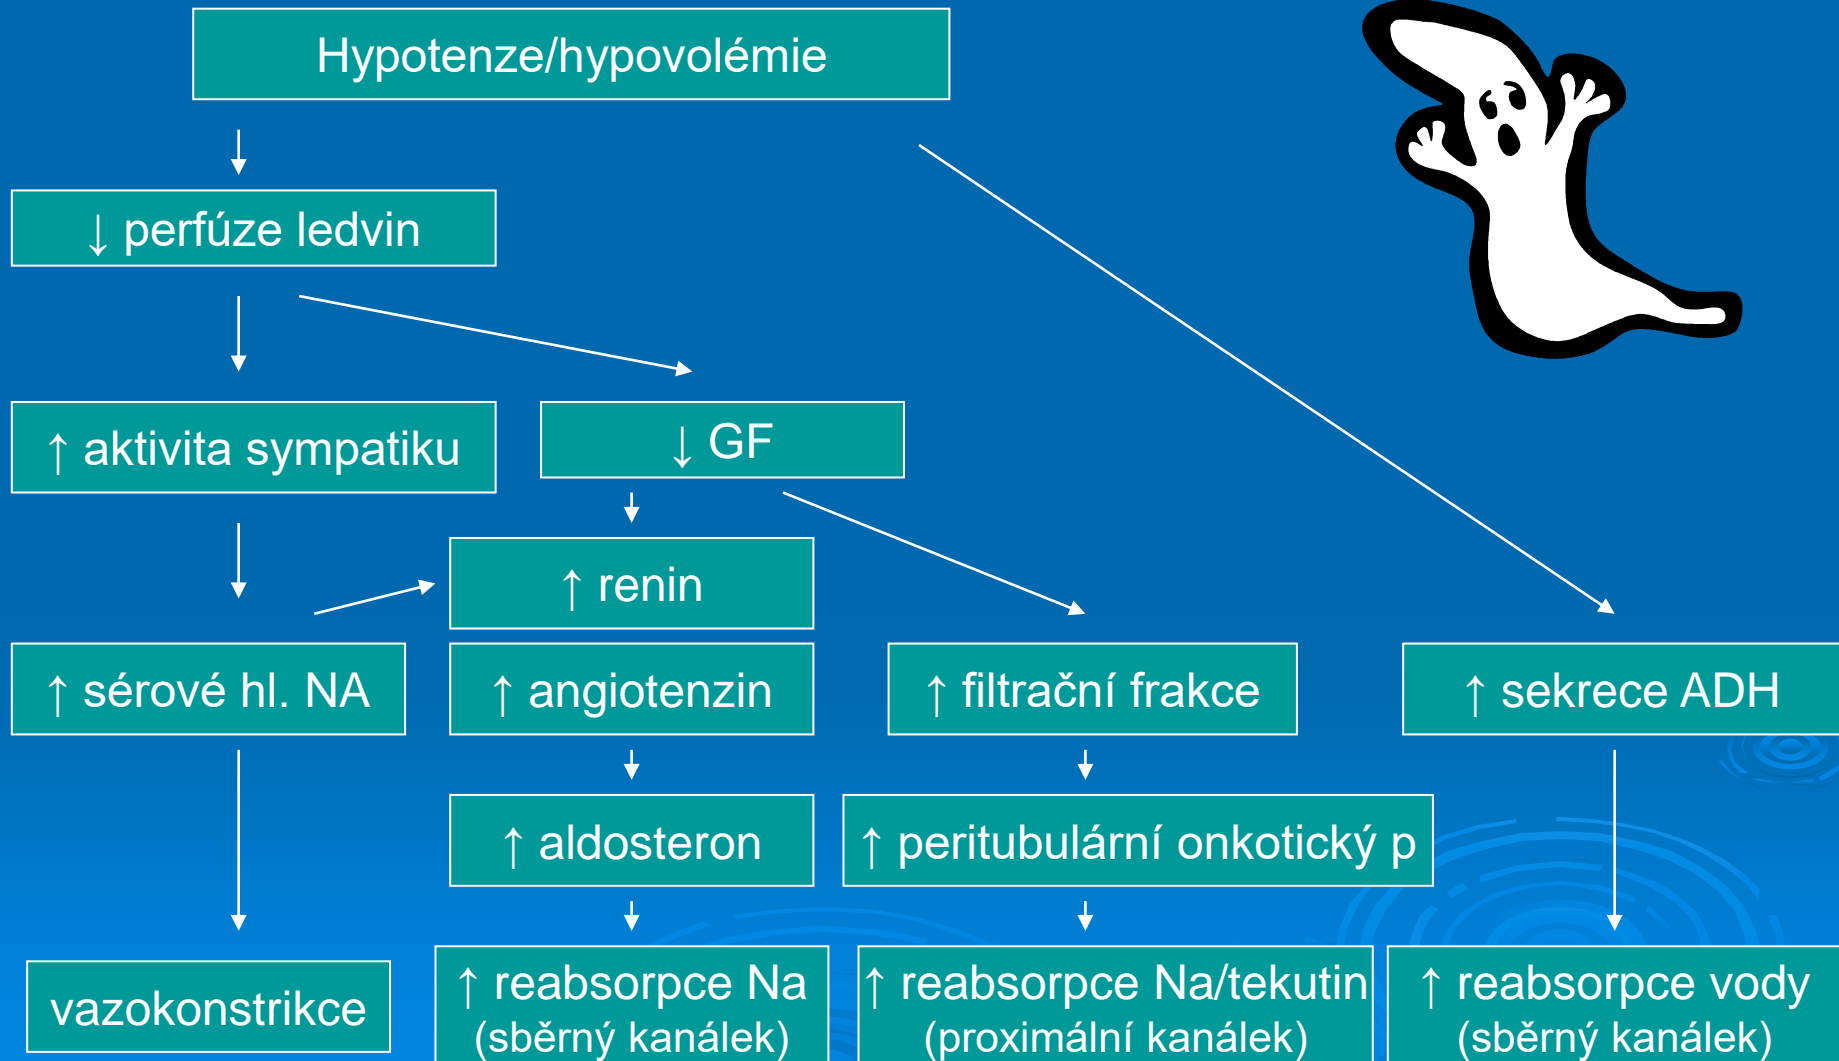 Hypotenze/hypovolémie
↓ perfúze ledvin
↑ aktivita sympatiku
↓ GF
↑ renin
↑ sérové hl. NA
↑ angiotenzin
↑ filtrační frakce
↑ sekrece ADH
↑ aldosteron
↑ peritubulární onkotický p
vazokonstrikce
↑ reabsorpce Na
(sběrný kanálek)
↑ reabsorpce Na/tekutin
(proximální kanálek)
↑ reabsorpce vody
(sběrný kanálek)